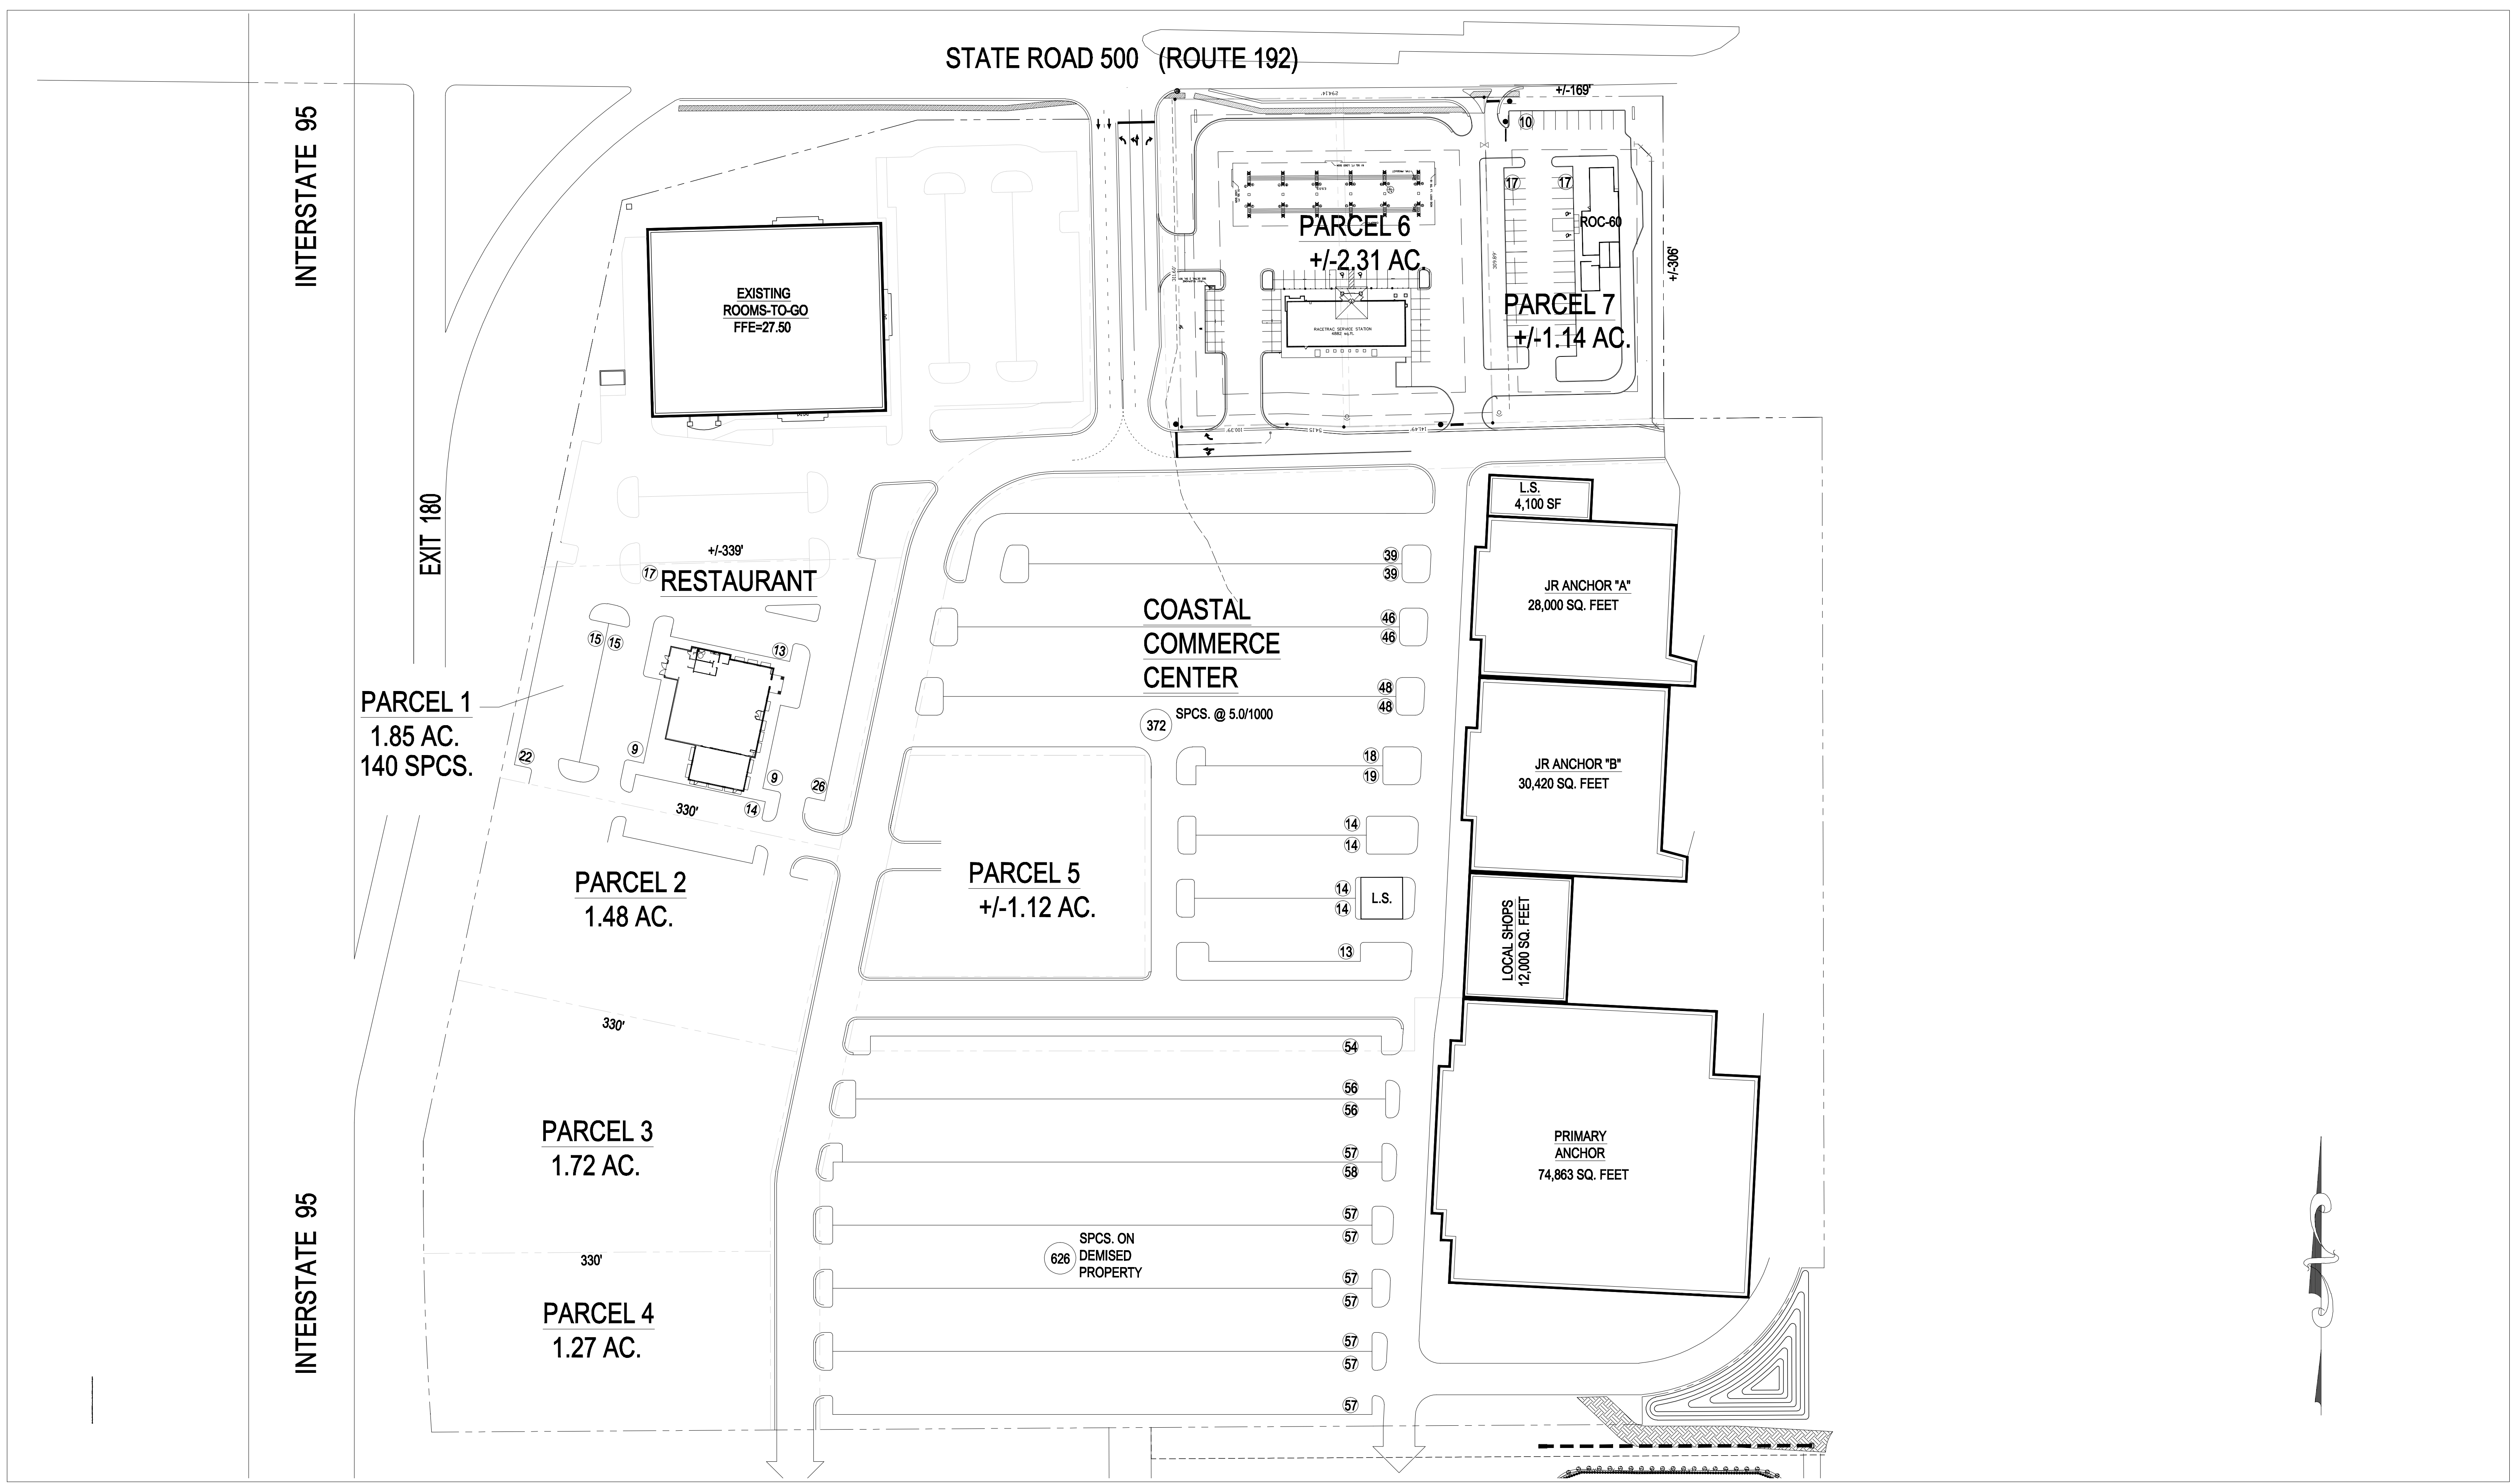 STATE ROAD 500 (ROUTE 192)
INTERSTATE 95
EXIT 180
INTERSTATE 95
EXISTING
ROOMS-TO-GO
FFE=27.50
294.14'
+/-169'
10
17
17
ROC-60
PARCEL 6
+/-2.31 AC.
RACETRAC SERVICE STATION
PARCEL 7
+/-1.14 AC.
+/-306'
+/-339'
17
RESTAURANT
15
15
13
PARCEL 1
1.85 AC.
140 SPCS.
22
9
9
26
14
330'
COASTAL
COMMERCE
CENTER
372
SPCS. @ 5.0/1000
39
39
46
46
48
48
18
19
14
14
14
14
L.S.
13
L.S.
4,100 SF
JR ANCHOR "A"
28,000 SQ. FEET
JR ANCHOR "B"
30,420 SQ. FEET
LOCAL SHOPS
12,000 SQ. FEET
PARCEL 2
1.48 AC.
PARCEL 5
+/-1.12 AC.
330'
PARCEL 3
1.72 AC.
330'
PARCEL 4
1.27 AC.
54
56
56
57
58
57
57
626
SPCS. ON
DEMISED
PROPERTY
57
57
57
57
57
PRIMARY
ANCHOR
74,863 SQ. FEET